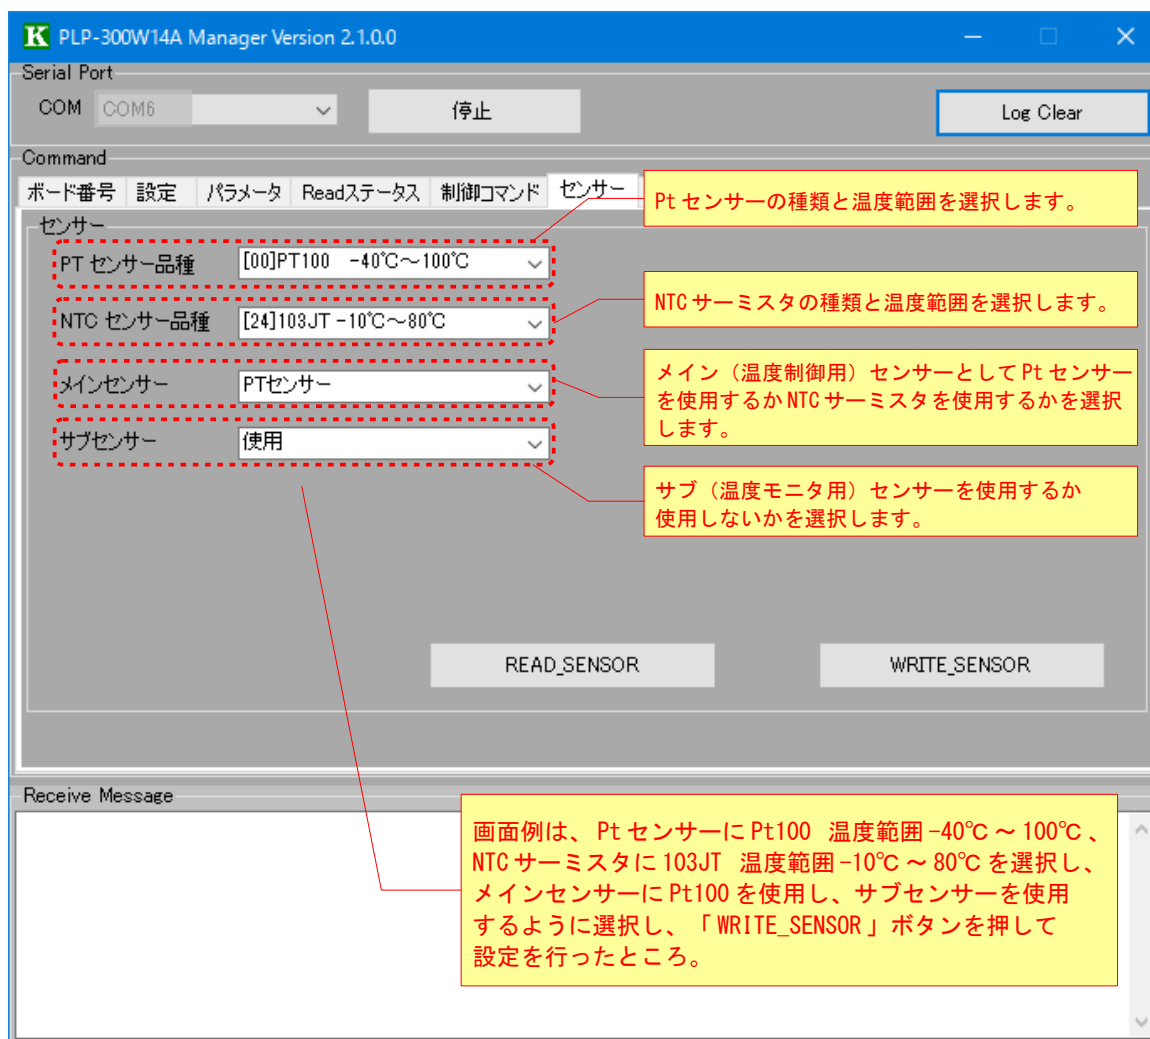 PLP-300W14A Manager Version 2.1.0.0
Serial Port
COM COM6 停止 Log Clear
Command
ボード番号 設定 パラメータ Readステータス 制御コマンド センサー
Pt センサーの種類と温度範囲を選択します。
センサー
PT センサー品種 [00]PT100 -40℃～100℃
NTC サーミスタの種類と温度範囲を選択します。
NTC センサー品種 [24]103JT -10℃～80℃
メインセンサー PTセンサー
メイン（温度制御用）センサーとして Pt センサー
を使用するか NTC サーミスタを使用するかを選択
します。
サブセンサー 使用
サブ（温度モニタ用）センサーを使用するか
使用しないかを選択します。
READ_SENSOR WRITE_SENSOR
Receive Message
画面例は、 Pt センサーに Pt100 温度範囲 -40℃ ～ 100℃ 、
NTC サーミスタに 103JT 温度範囲 -10℃ ～ 80℃ を選択し、
メインセンサーに Pt100 を使用し、サブセンサーを使用
するように選択し、「 WRITE_SENSOR 」ボタンを押して
設定を行ったところ。